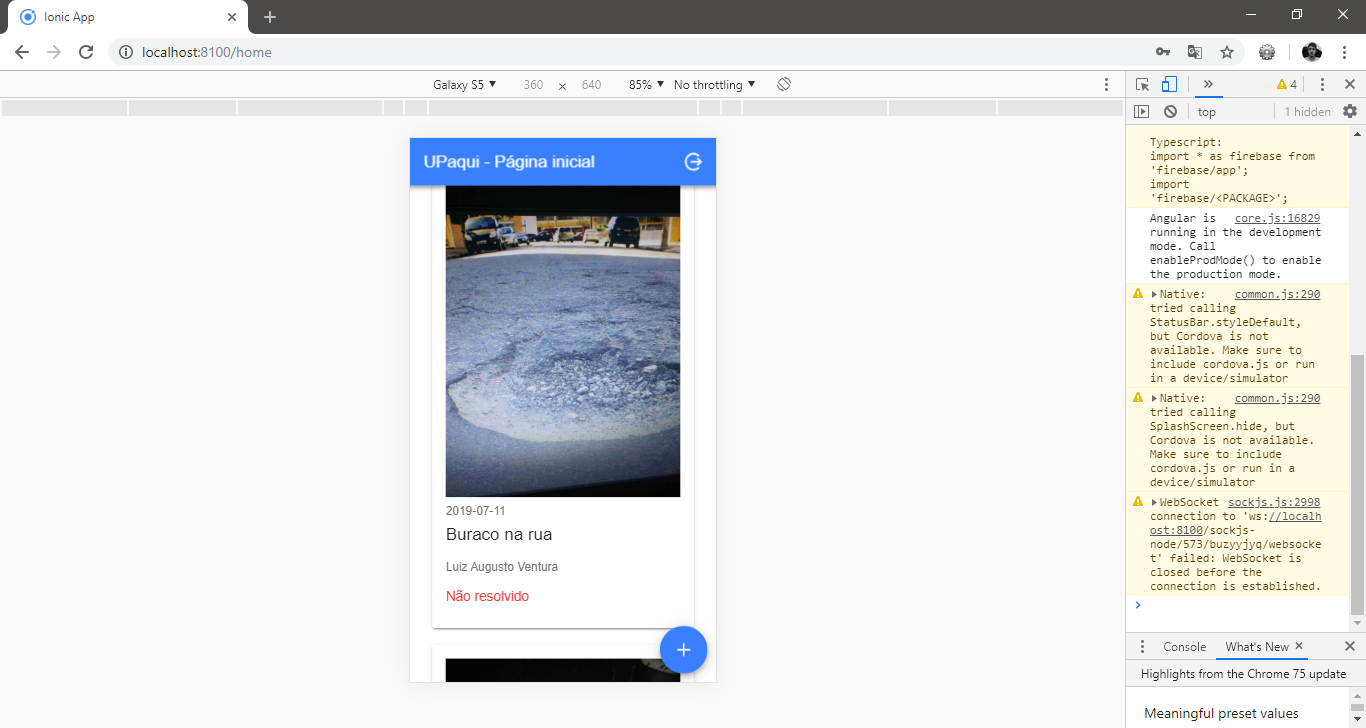 Ionic App
localhost:8100/home
Galaxy S5 ▼ 360 x 640 85% ▼ No throttling ▼
4
top
1 hidden
UPaqui - Página inicial
2019-07-11
Buraco na rua
Luiz Augusto Ventura
Não resolvido
+
Typescript:
import * as firebase from
'firebase/app';
import
'firebase/<PACKAGE>';
Angular is core.js:16829
running in the development
mode. Call
enableProdMode() to enable
the production mode.
Native: common.js:290
tried calling
StatusBar.styleDefault,
but Cordova is not
available. Make sure to
include cordova.js or run
in a device/simulator
Native: common.js:290
tried calling
SplashScreen.hide, but
Cordova is not available.
Make sure to include
cordova.js or run in a
device/simulator
WebSocket sockjs.js:2998
connection to 'ws://localh
ost:8100/sockjs-
node/573/buzyyjyq/websocke
t' failed: WebSocket is
closed before the
connection is established.
Console What's New
Highlights from the Chrome 75 update
Meaningful preset values